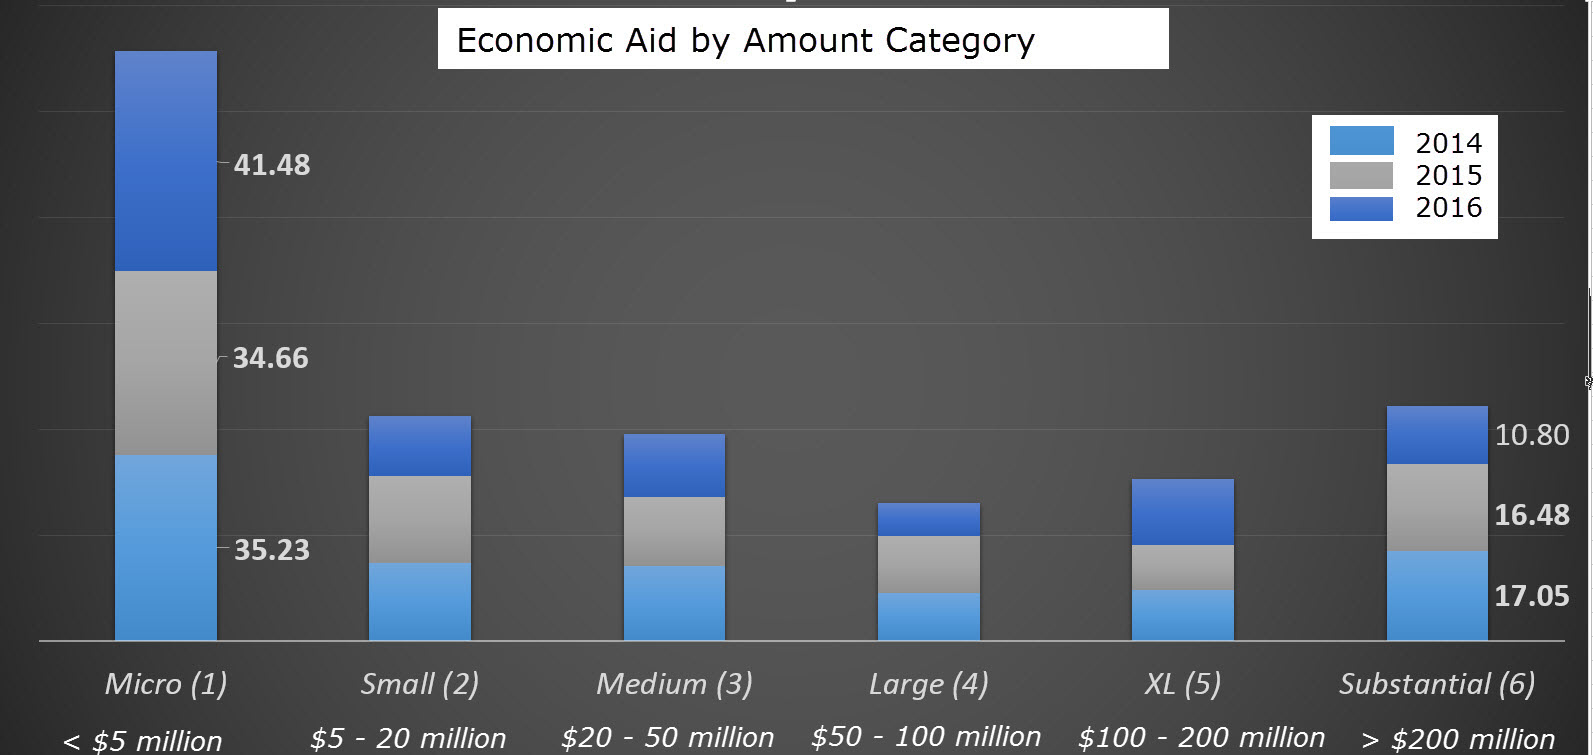 Economic Aid by Amount Category
2014
2015
2016
41.48
34.66
35.23
10.80
16.48
17.05
Micro (1)
Small (2)
Medium (3)
Large (4)
XL (5)
Substantial (6)
< $5 million
$5 - 20 million
$20 - 50 million
$50 - 100 million
$100 - 200 million
> $200 million